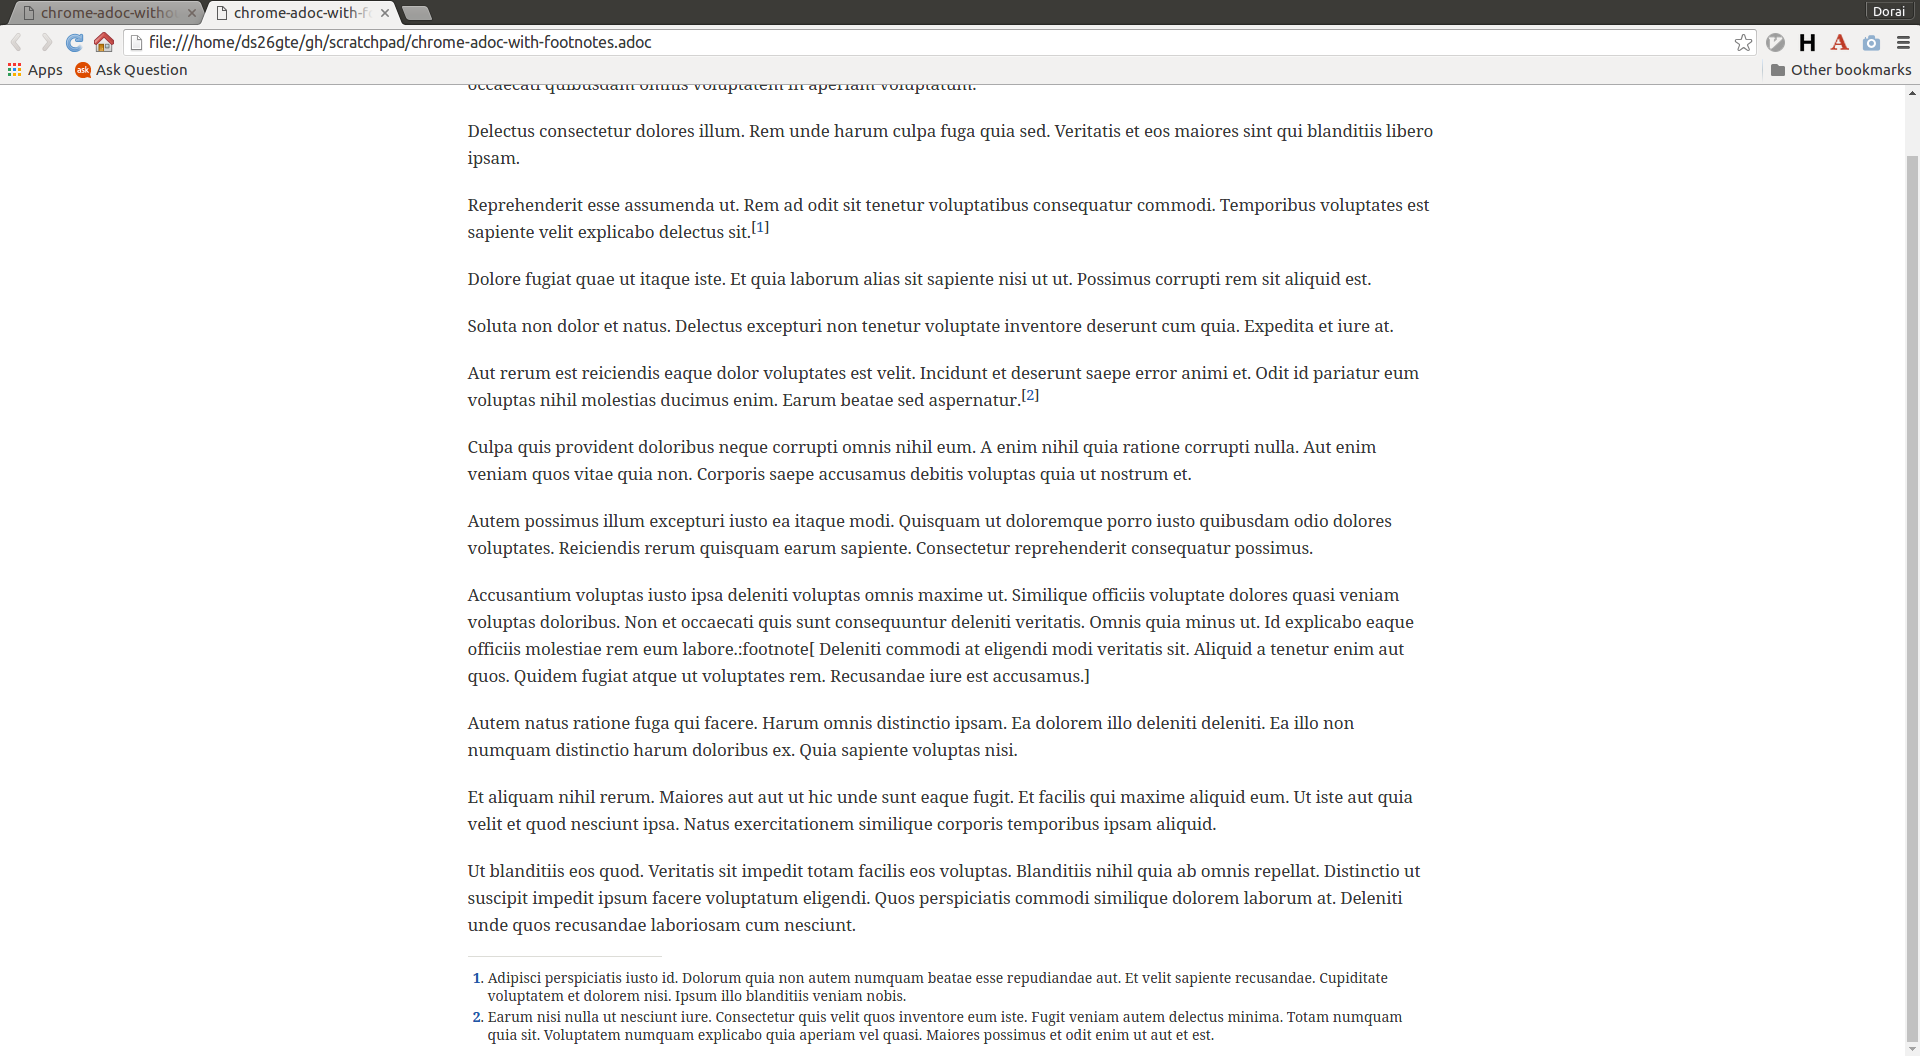 chrome-adoc-witho
chrome-adoc-with-f
Dorai
file:///home/ds26gte/gh/scratchpad/chrome-adoc-with-footnotes.adoc
Apps
ask
Ask Question
Other bookmarks
occaecati quibusdam omnis voluptatem in aperiam voluptatum.
Delectus consectetur dolores illum. Rem unde harum culpa fuga quia sed. Veritatis et eos maiores sint qui blanditiis libero
ipsam.
Reprehenderit esse assumenda ut. Rem ad odit sit tenetur voluptatibus consequatur commodi. Temporibus voluptates est
sapiente velit explicabo delectus sit.[1]
Dolore fugiat quae ut itaque iste. Et quia laborum alias sit sapiente nisi ut ut. Possimus corrupti rem sit aliquid est.
Soluta non dolor et natus. Delectus excepturi non tenetur voluptate inventore deserunt cum quia. Expedita et iure at.
Aut rerum est reiciendis eaque dolor voluptates est velit. Incidunt et deserunt saepe error animi et. Odit id pariatur eum
voluptas nihil molestias ducimus enim. Earum beatae sed aspernatur.[2]
Culpa quis provident doloribus neque corrupti omnis nihil eum. A enim nihil quia ratione corrupti nulla. Aut enim
veniam quos vitae quia non. Corporis saepe accusamus debitis voluptas quia ut nostrum et.
Autem possimus illum excepturi iusto ea itaque modi. Quisquam ut doloremque porro iusto quibusdam odio dolores
voluptates. Reiciendis rerum quisquam earum sapiente. Consectetur reprehenderit consequatur possimus.
Accusantium voluptas iusto ipsa deleniti voluptas omnis maxime ut. Similique officiis voluptate dolores quasi veniam
voluptas doloribus. Non et occaecati quis sunt consequuntur deleniti veritatis. Omnis quia minus ut. Id explicabo eaque
officiis molestiae rem eum labore.:footnote[ Deleniti commodi at eligendi modi veritatis sit. Aliquid a tenetur enim aut
quos. Quidem fugiat atque ut voluptates rem. Recusandae iure est accusamus.]
Autem natus ratione fuga qui facere. Harum omnis distinctio ipsam. Ea dolorem illo deleniti deleniti. Ea illo non
numquam distinctio harum doloribus ex. Quia sapiente voluptas nisi.
Et aliquam nihil rerum. Maiores aut aut ut hic unde sunt eaque fugit. Et facilis qui maxime aliquid eum. Ut iste aut quia
velit et quod nesciunt ipsa. Natus exercitationem similique corporis temporibus ipsam aliquid.
Ut blanditiis eos quod. Veritatis sit impedit totam facilis eos voluptas. Blanditiis nihil quia ab omnis repellat. Distinctio ut
suscipit impedit ipsum facere voluptatum eligendi. Quos perspiciatis commodi similique dolorem laborum at. Deleniti
unde quos recusandae laboriosam cum nesciunt.
1. Adipisci perspiciatis iusto id. Dolorum quia non autem numquam beatae esse repudiandae aut. Et velit sapiente recusandae. Cupiditate
voluptatem et dolorem nisi. Ipsum illo blanditiis veniam nobis.
2. Earum nisi nulla ut nesciunt iure. Consectetur quis velit quos inventore eum iste. Fugit veniam autem delectus minima. Totam numquam
quia sit. Voluptatem numquam explicabo quia aperiam vel quasi. Maiores possimus et odit enim ut aut et est.